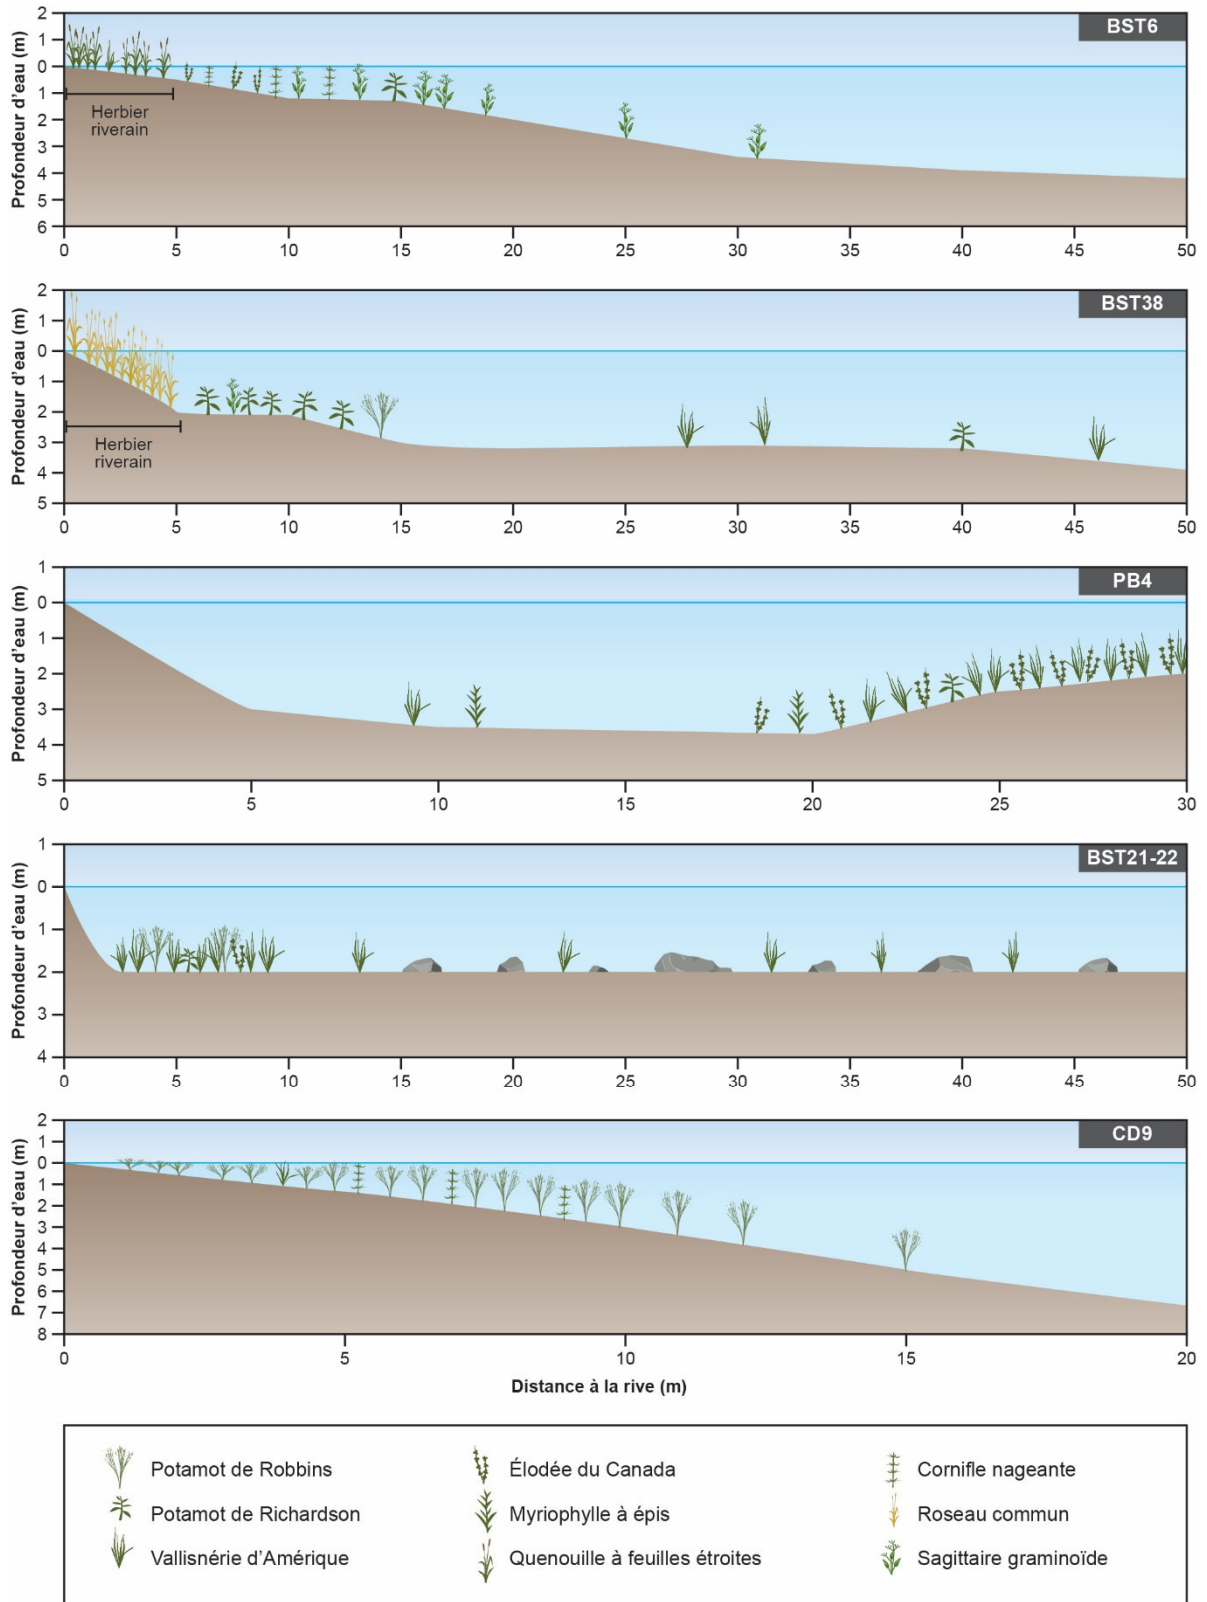 BST6
Profondeur d'eau (m)
2
1
0
1
2
3
4
5
6
Herbier
riverain
0 5 10 15 20 25 30 35 40 45 50
BST38
Profondeur d'eau (m)
2
1
0
1
2
3
4
5
Herbier
riverain
0 5 10 15 20 25 30 35 40 45 50
PB4
Profondeur d'eau (m)
1
0
1
2
3
4
5
0 5 10 15 20 25 30
BST21-22
Profondeur d'eau (m)
1
0
1
2
3
4
0 5 10 15 20 25 30 35 40 45 50
CD9
Profondeur d'eau (m)
2
1
0
1
2
3
4
5
6
7
8
0 5 10 15 20
Distance à la rive (m)
Potamot de Robbins
Potamot de Richardson
Vallisnérie d'Amérique
Élodée du Canada
Myriophylle à épis
Quenouille à feuilles étroites
Cornifle nageante
Roseau commun
Sagittaire graminoïde